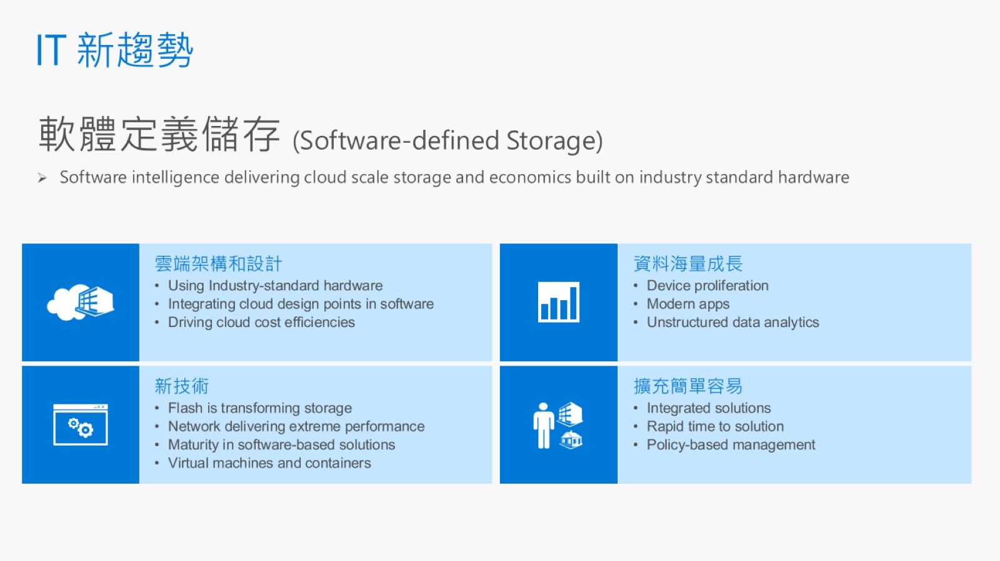 IT 新趨勢
軟體定義儲存 (Software-defined Storage)
➢ Software intelligence delivering cloud scale storage and economics built on industry standard hardware
雲端架構和設計
• Using Industry-standard hardware
• Integrating cloud design points in software
• Driving cloud cost efficiencies
資料海量成長
• Device proliferation
• Modern apps
• Unstructured data analytics
新技術
• Flash is transforming storage
• Network delivering extreme performance
• Maturity in software-based solutions
• Virtual machines and containers
擴充簡單容易
• Integrated solutions
• Rapid time to solution
• Policy-based management